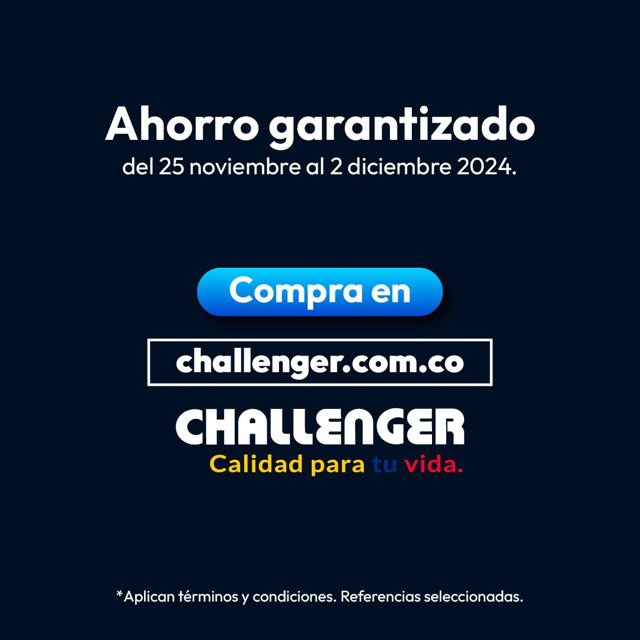 Ahorro garantizado
del 25 noviembre al 2 diciembre 2024.
Compra en
challenger.com.co
CHALLENGER
Calidad para tu vida.
*Aplican términos y condiciones. Referencias seleccionadas.